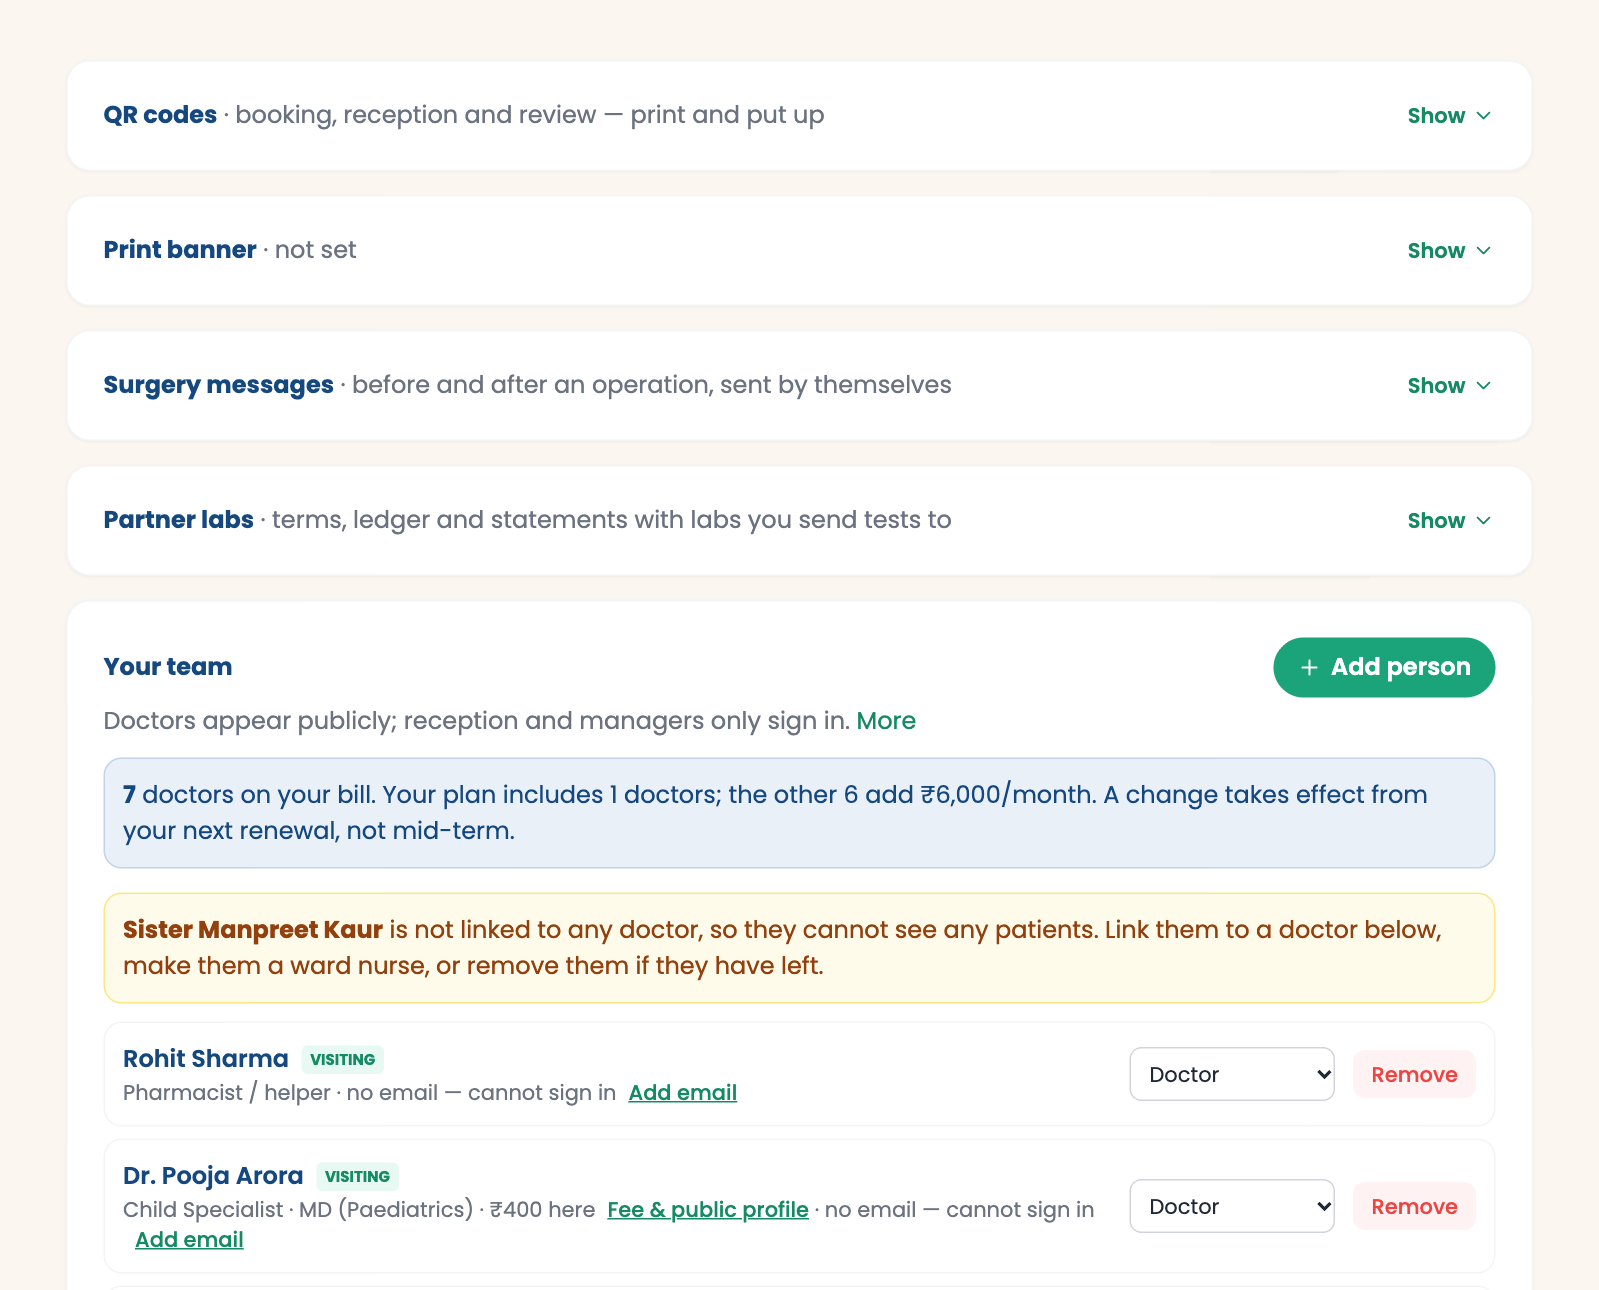 QR codes · booking, reception and review — print and put up
Show
Print banner · not set
Show
Surgery messages · before and after an operation, sent by themselves
Show
Partner labs · terms, ledger and statements with labs you send tests to
Show
Your team
+ Add person
Doctors appear publicly; reception and managers only sign in. More
7 doctors on your bill. Your plan includes 1 doctors; the other 6 add ₹6,000/month. A change takes effect from
your next renewal, not mid-term.
Sister Manpreet Kaur is not linked to any doctor, so they cannot see any patients. Link them to a doctor below,
make them a ward nurse, or remove them if they have left.
Rohit Sharma VISITING
Pharmacist / helper · no email — cannot sign in Add email
Doctor
Remove
Dr. Pooja Arora VISITING
Child Specialist · MD (Paediatrics) · ₹400 here Fee & public profile · no email — cannot sign in
Add email
Doctor
Remove